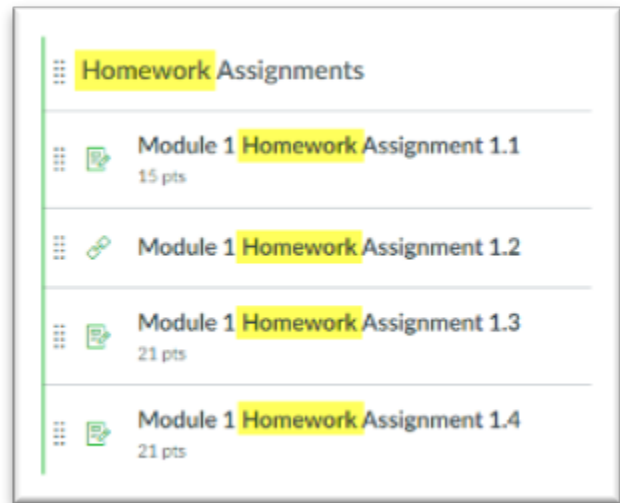 Homework Assignments
Module 1 Homework Assignment 1.1
15 pts
Module 1 Homework Assignment 1.2
Module 1 Homework Assignment 1.3
21 pts
Module 1 Homework Assignment 1.4
21 pts